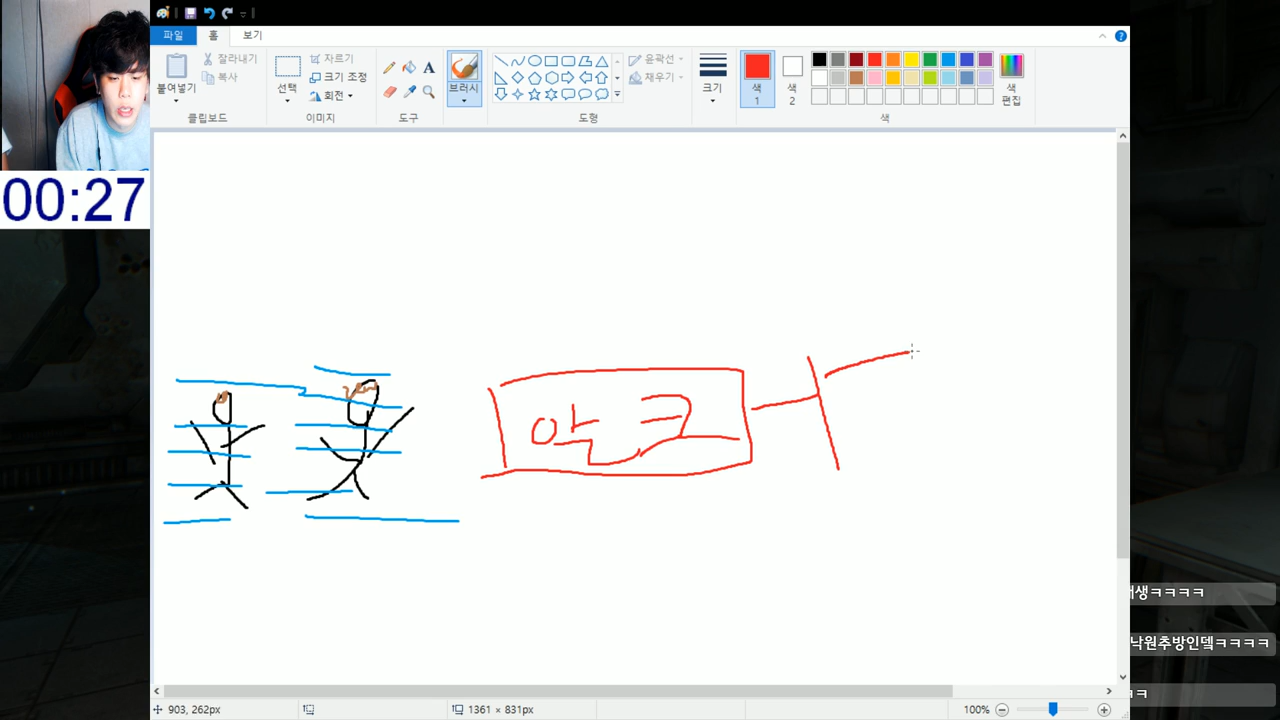 파일 홈 보기
붙여넣기 잘라내기 복사 클립보드
선택 자르기 크기 조정 회전 이미지
A 도구
브러시
윤곽선 채우기 도형
크기
색 1 색 2 색 편집 색
00:27
생ㅋㅋㅋㅋ
낙원추방인뎈ㅋㅋㅋㅋ
ㅋ
903, 262px 1361 × 831px 100%